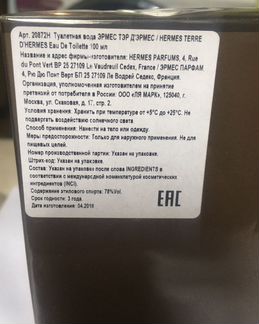 Арт. 20872H Туалетная вода ЭРМЕС ТЭР Д'ЭРМЕС / HERMES TERRE
D'HERMES Eau De Toilette 100 мл
Название и адрес фирмы-изготовителя: HERMES PARFUMS, 4, Rue
du Pont Vert BP 25 27109 Le Vaudreuil Cedex, France / ЭРМЕС ПАРФАМ
4, Рю Дю Понт Верт БП 25 27109 Ле Водрей Седекс, Франция.
Организация, уполномоченная изготовителем на принятие
претензий от потребителя в России: ООО «ЛЯ МАРК», 125040, г.
Москва, ул. Скаковая, д. 17, стр. 2.
Условия хранения: Хранить при температуре от +5°С до +25°С. Не
подвергать воздействию солнечного света
Способ применения: Нанести на тело или одежду.
Меры предосторожности: Только для наружного применения. Не для
пищевых целей.
Номер производственной партии: Указан на упаковке.
Штрих-код: Указан на упаковке.
Состав: Указан на упаковке после слова INGREDIENTS в
соответствии с международной номенклатурой косметических
ингредиентов (INCI).
Содержание этилового спирта: 78%Vol.
Срок годности: 3 года.
Дата изготовления: 04.2018
EAC